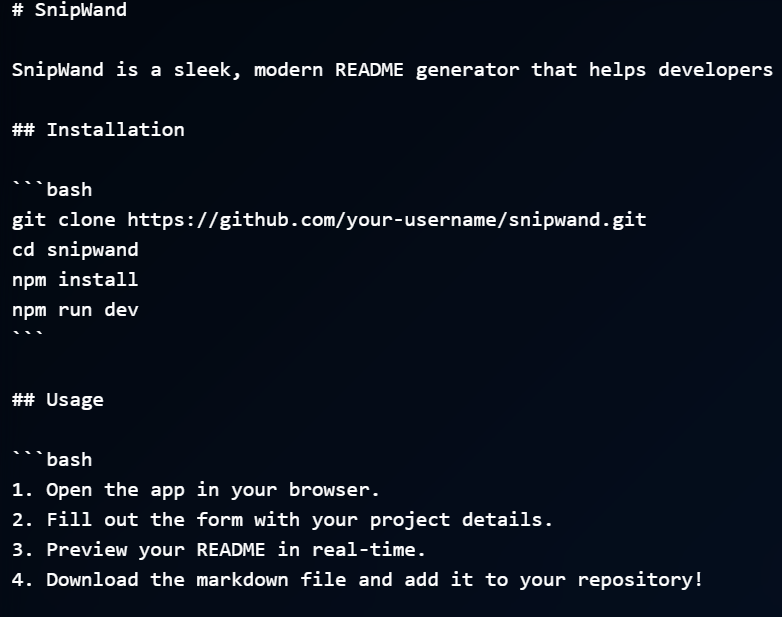 # SnipWand
SnipWand is a sleek, modern README generator that helps developers
## Installation
```bash
git clone https://github.com/your-username/snipwand.git
cd snipwand
npm install
npm run dev
```
## Usage
```bash
1. Open the app in your browser.
2. Fill out the form with your project details.
3. Preview your README in real-time.
4. Download the markdown file and add it to your repository!